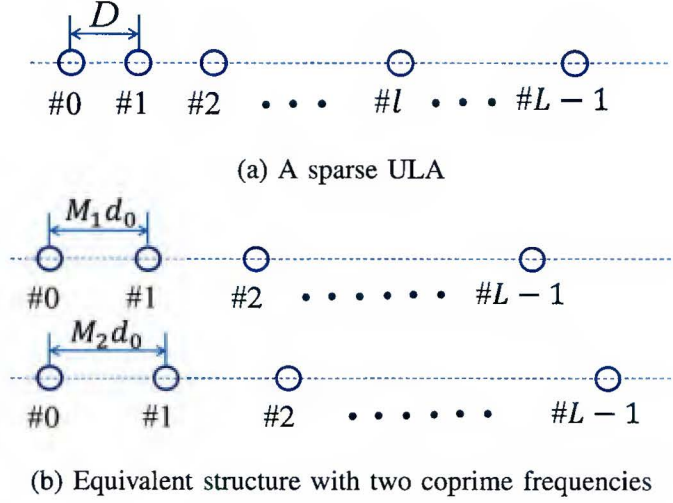 D
#0 #1 #2 • • • #l • • • #L − 1
(a) A sparse ULA
M₁d₀
#0 #1 #2 • • • • • • #L − 1
M₂d₀
#0 #1 #2 • • • • • • #L − 1
(b) Equivalent structure with two coprime frequencies